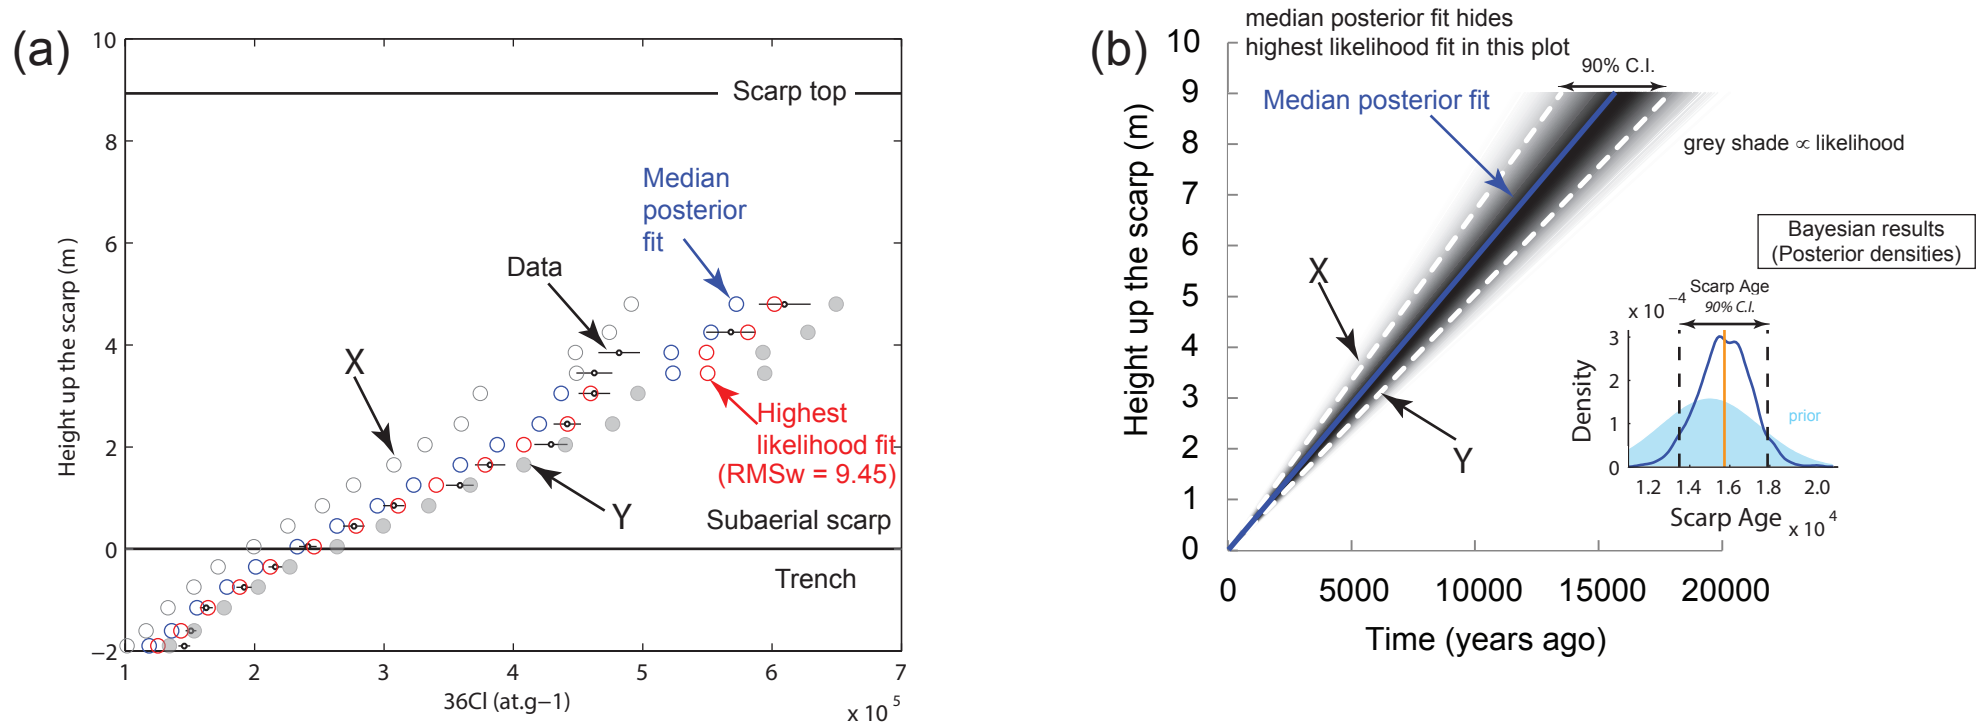 (a)
10
8
6
4
2
0
−2
Height up the scarp (m)
Scarp top
Median
posterior
fit
Data
X
Highest
likelihood fit
(RMSw = 9.45)
Y
Subaerial scarp
Trench
1
2
3
4
5
6
7
36Cl (at.g−1)
x 10 5
(b)
median posterior fit hides
highest likelihood fit in this plot
90% C.I.
Median posterior fit
grey shade ∝ likelihood
10
9
8
7
6
5
4
3
2
1
0
Height up the scarp (m)
X
Y
0
5000
10000
15000
20000
Time (years ago)
Bayesian results
(Posterior densities)
Scarp Age
x 10 −4
90% C.I.
3
2
1
0
Density
prior
1.2
1.4
1.6
1.8
2.0
Scarp Age
x 10 4